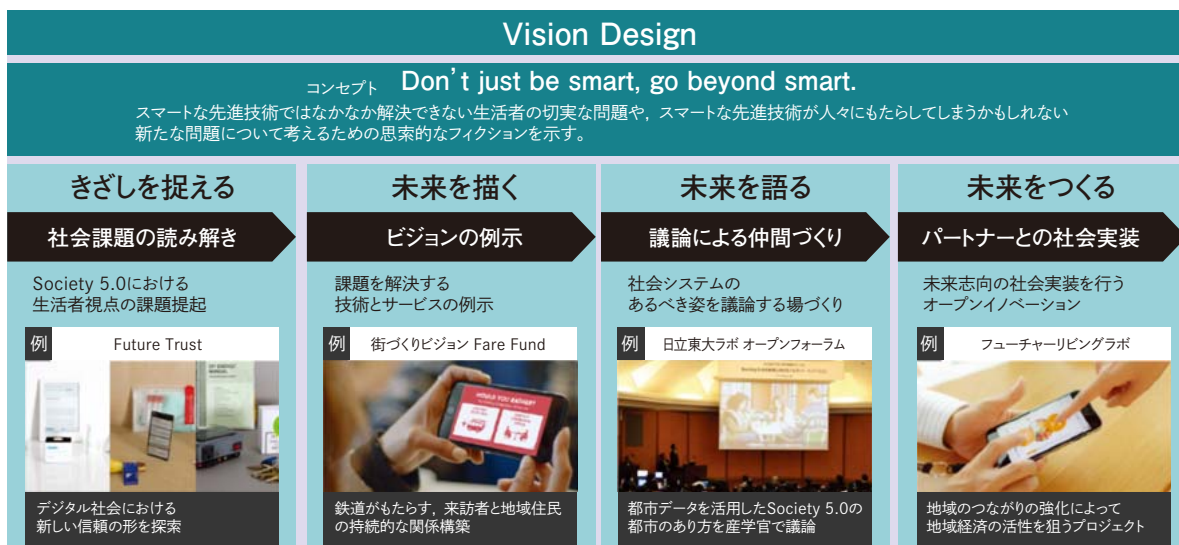 Vision Design
コンセプト Don't just be smart, go beyond smart.
スマートな先進技術ではなかなか解決できない生活者の切実な問題や，スマートな先進技術が人々にもたらしてしまうかもしれない
新たな問題について考えるための思索的なフィクションを示す。
きざしを捉える
社会課題の読み解き
Society 5.0における
生活者視点の課題提起
例 Future Trust
デジタル社会における
新しい信頼の形を探索
未来を描く
ビジョンの例示
課題を解決する
技術とサービスの例示
例 街づくりビジョン Fare Fund
WOULD YOU RATHER?
鉄道がもたらす，来訪者と地域住民
の持続的な関係構築
未来を語る
議論による仲間づくり
社会システムの
あるべき姿を議論する場づくり
例 日立東大ラボ オープンフォーラム
都市データを活用したSociety 5.0の
都市のあり方を産学官で議論
未来をつくる
パートナーとの社会実装
未来志向の社会実装を行う
オープンイノベーション
例 フューチャーリビングラボ
地域のつながりの強化によって
地域経済の活性を狙うプロジェクト